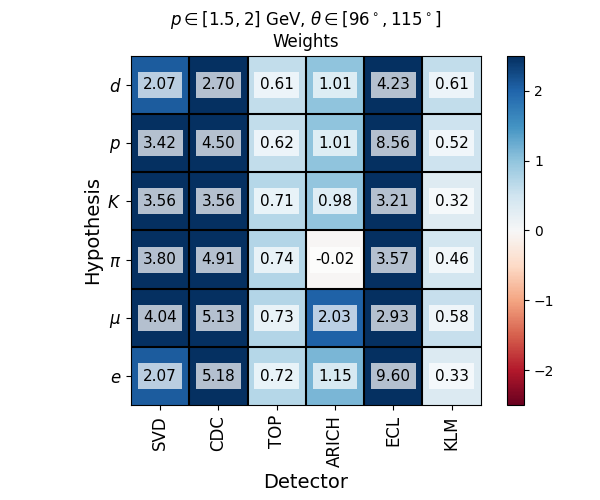 p ∈ [1.5, 2] GeV, θ ∈ [96°, 115°]
Weights
d 2.07 2.70 0.61 1.01 4.23 0.61
p 3.42 4.50 0.62 1.01 8.56 0.52
K 3.56 3.56 0.71 0.98 3.21 0.32
π 3.80 4.91 0.74 -0.02 3.57 0.46
μ 4.04 5.13 0.73 2.03 2.93 0.58
e 2.07 5.18 0.72 1.15 9.60 0.33
SVD CDC TOP ARICH ECL KLM
Detector
Hypothesis
2
1
0
−1
−2